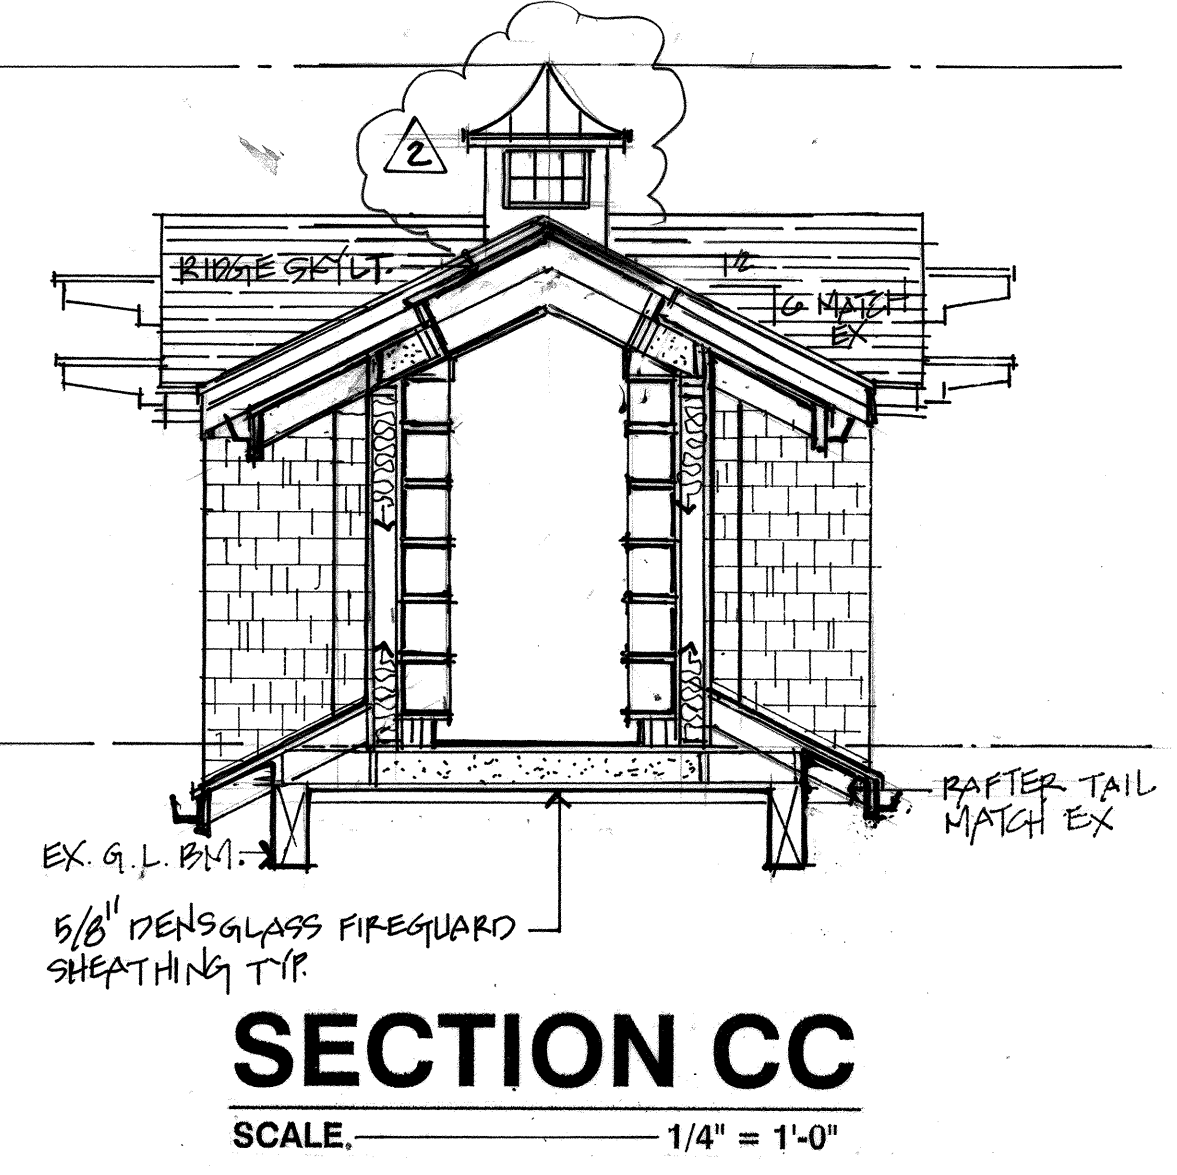 2
RIDGE SKYLT.
12
6 MATCH
EX
RAFTER TAIL
MATCH EX
EX. G.L. BM.
5/8" DENSGLASS FIREGUARD
SHEATHING TYP.
SECTION CC
SCALE. 1/4" = 1'-0"